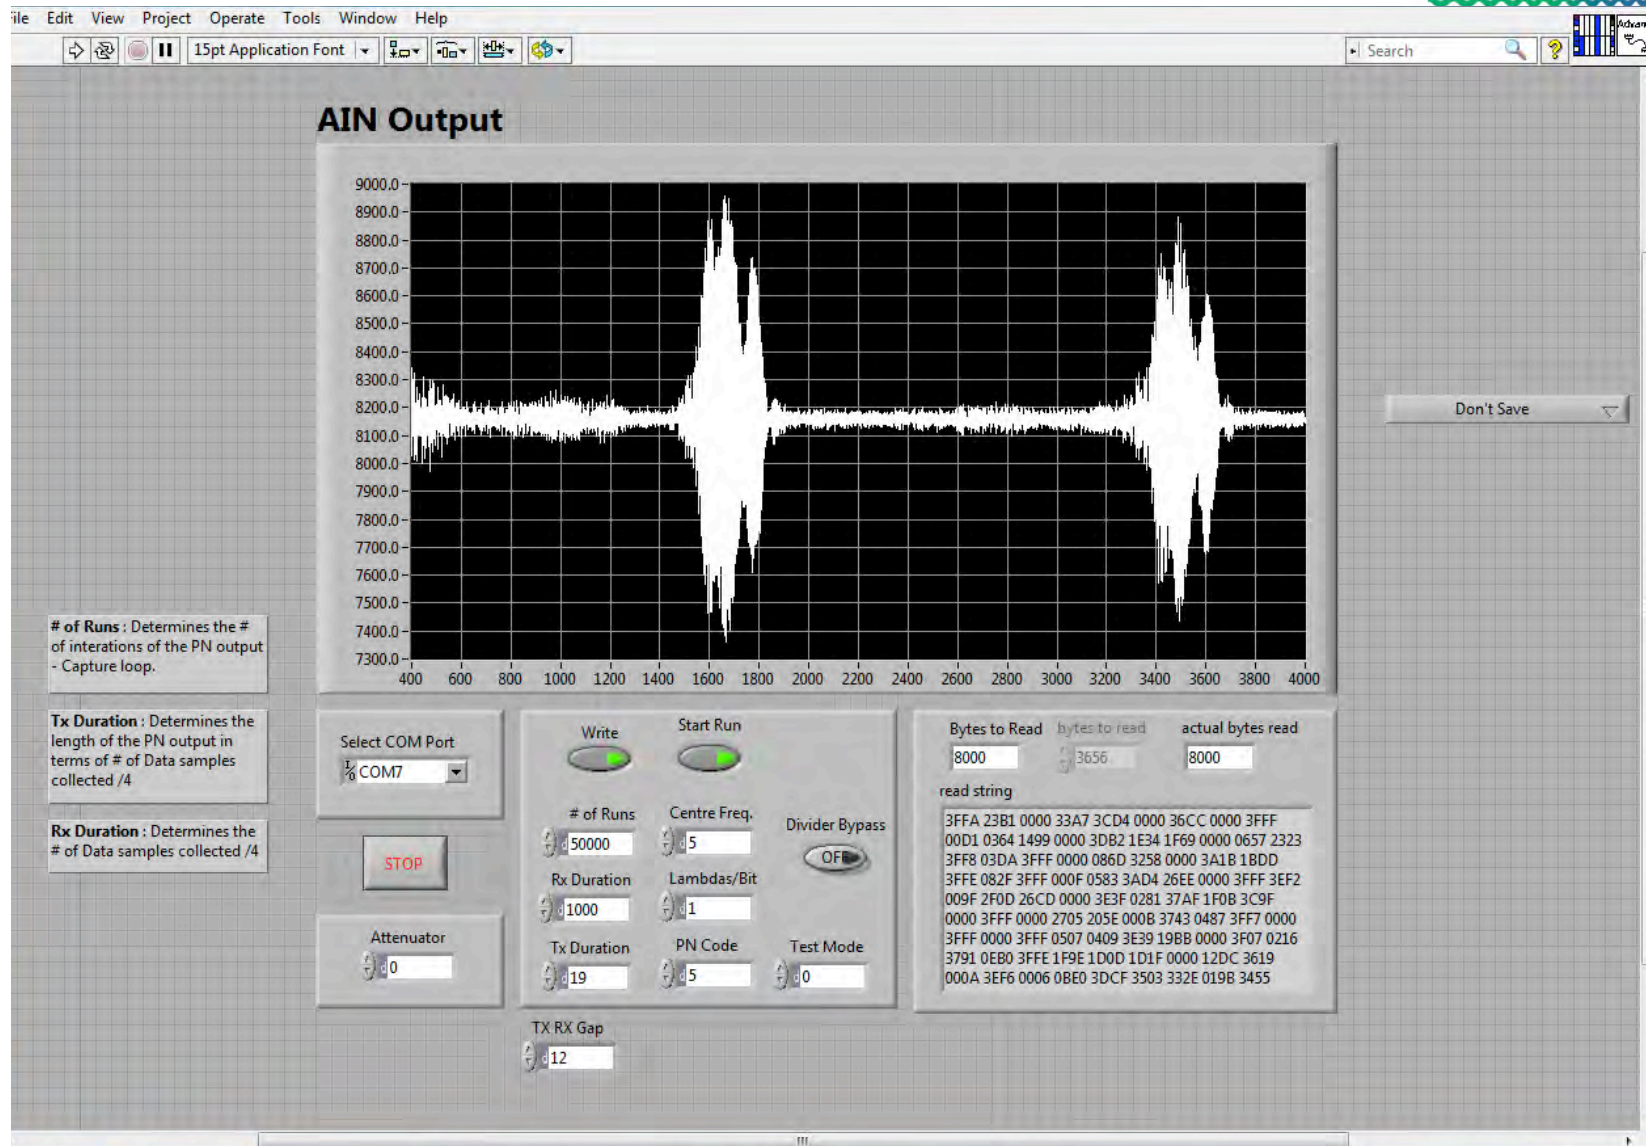 ile Edit View Project Operate Tools Window Help
15pt Application Font
Search
?
Advan
AIN Output
9000.0
8900.0
8800.0
8700.0
8600.0
8500.0
8400.0
8300.0
8200.0
8100.0
8000.0
7900.0
7800.0
7700.0
7600.0
7500.0
7400.0
7300.0
400 600 800 1000 1200 1400 1600 1800 2000 2200 2400 2600 2800 3000 3200 3400 3600 3800 4000
Don't Save
# of Runs : Determines the #
of interations of the PN output
- Capture loop.
Tx Duration : Determines the
length of the PN output in
terms of # of Data samples
collected /4
Rx Duration : Determines the
# of Data samples collected /4
Select COM Port
COM7
STOP
Attenuator
0
Write
Start Run
# of Runs
50000
Centre Freq.
5
Divider Bypass
OFF
Rx Duration
1000
Lambdas/Bit
1
Tx Duration
19
PN Code
5
Test Mode
0
TX RX Gap
12
Bytes to Read
8000
bytes to read
3656
actual bytes read
8000
read string
3FFA 23B1 0000 33A7 3CD4 0000 36CC 0000 3FFF
00D1 0364 1499 0000 3DB2 1E34 1F69 0000 0657 2323
3FF8 03DA 3FFF 0000 086D 3258 0000 3A1B 1BDD
3FFE 082F 3FFF 000F 0583 3AD4 26EE 0000 3FFF 3EF2
009F 2F0D 26CD 0000 3E3F 0281 37AF 1F0B 3C9F
0000 3FFF 0000 2705 205E 000B 3743 0487 3FF7 0000
3FFF 0000 3FFF 0507 0409 3E39 19BB 0000 3F07 0216
3791 0EB0 3FFE 1F9E 1D0D 1D1F 0000 12DC 3619
000A 3EF6 0006 0BE0 3DCF 3503 332E 019B 3455